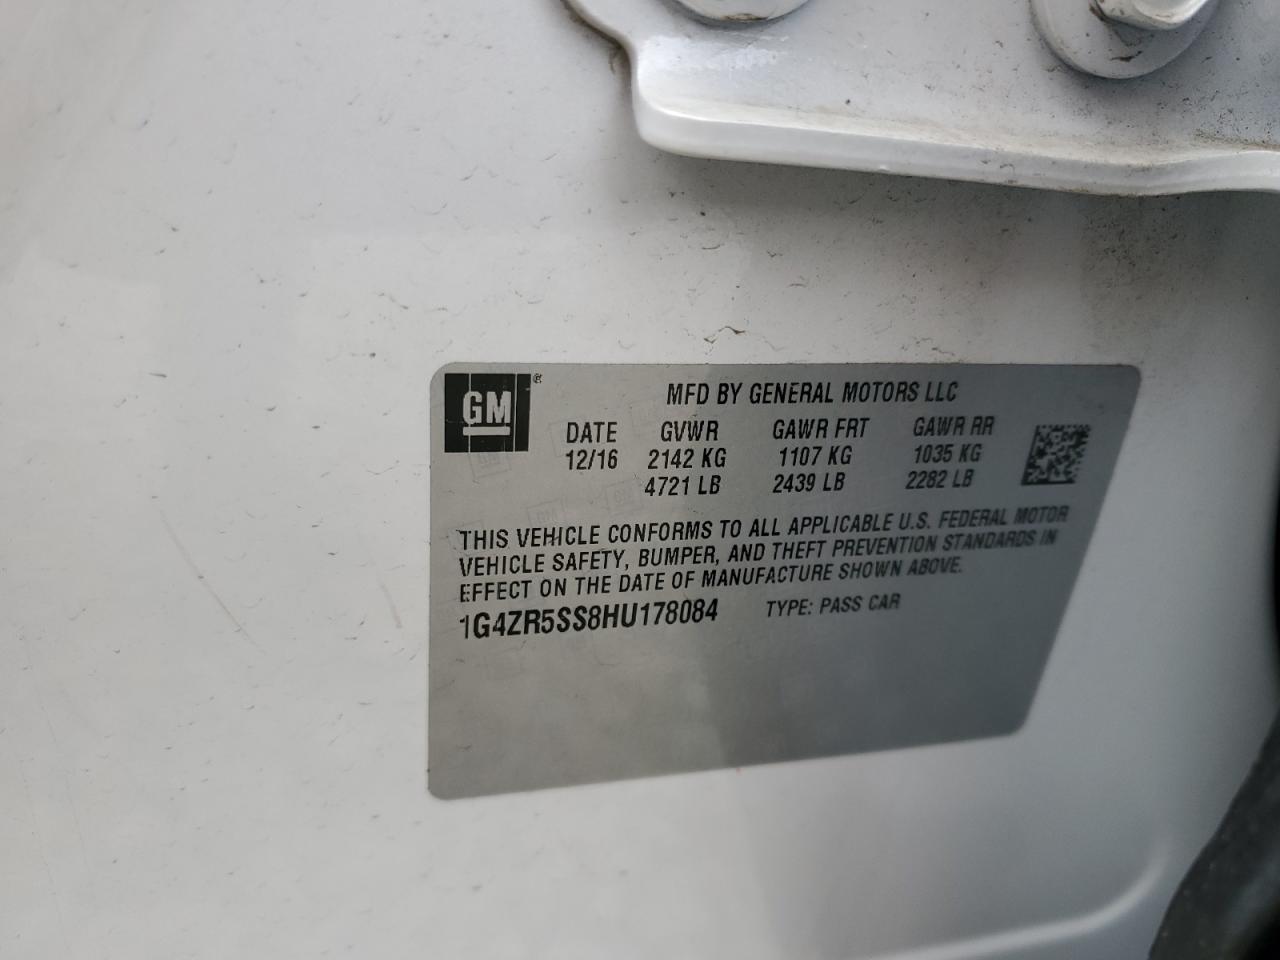 GM®
MFD BY GENERAL MOTORS LLC
DATE GVWR GAWR FRT GAWR RR
12/16 2142 KG 1107 KG 1035 KG
4721 LB 2439 LB 2282 LB
THIS VEHICLE CONFORMS TO ALL APPLICABLE U.S. FEDERAL MOTOR
VEHICLE SAFETY, BUMPER, AND THEFT PREVENTION STANDARDS IN
EFFECT ON THE DATE OF MANUFACTURE SHOWN ABOVE.
1G4ZR5SS8HU178084 TYPE: PASS CAR